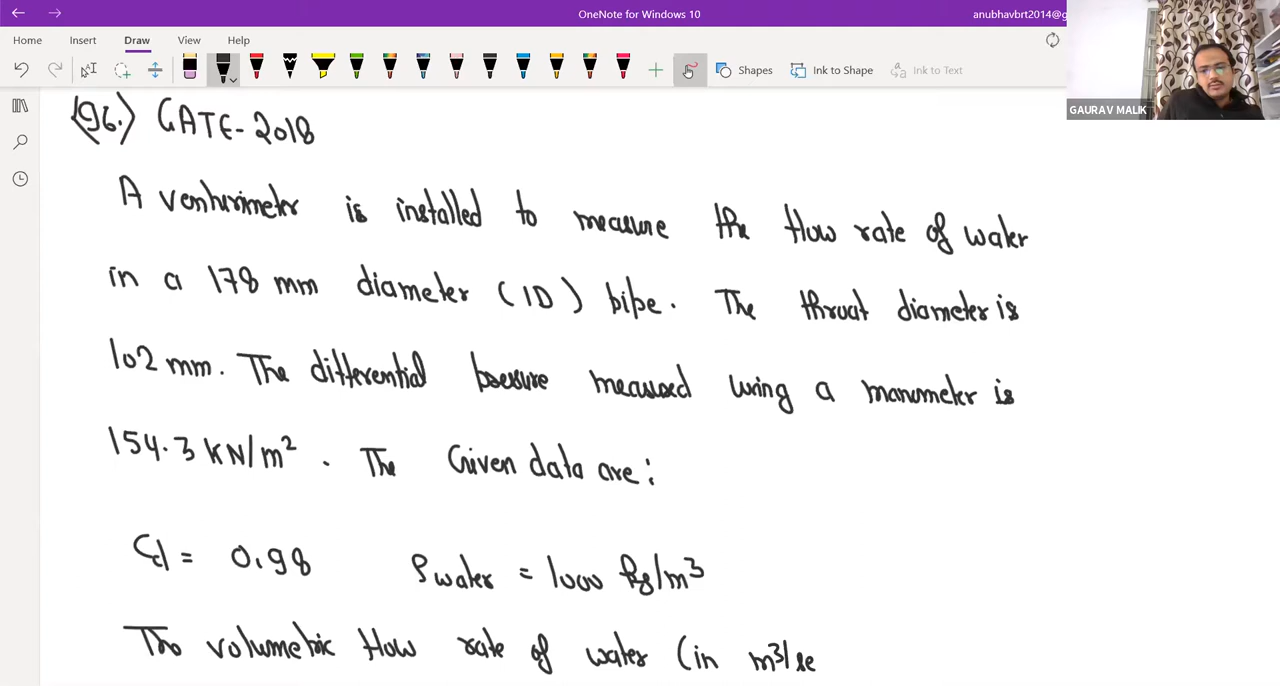 OneNote for Windows 10
anubhavbrt2014@g
Home Insert Draw View Help
Shapes Ink to Shape Ink to Text
GAURAV MALIK
(96.) GATE-2018
A venturimeter is installed to measure the flow rate of water
in a 178 mm diameter (ID) pipe. The throat diameter is
102 mm. The differential pressure measured using a manometer is
154.3 KN/m². The Given data are:
Cd = 0.98 ρwater = 1000 Kg/m³
The volumetric flow rate of water (in m³/se